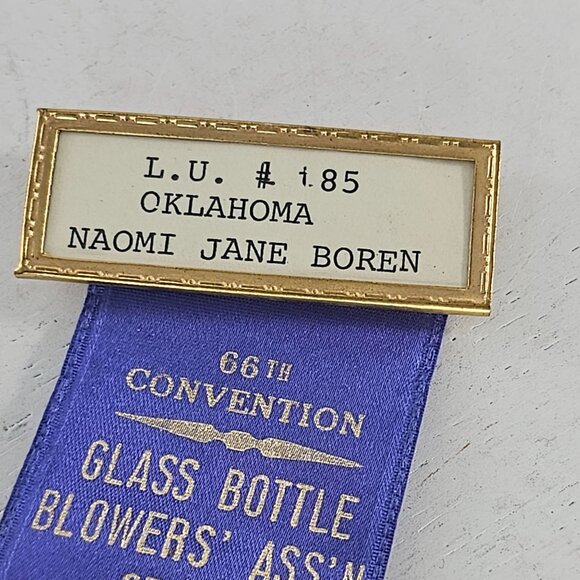 L.U. # 185
OKLAHOMA
NAOMI JANE BOREN
66TH
CONVENTION
GLASS BOTTLE
BLOWERS' ASS'N